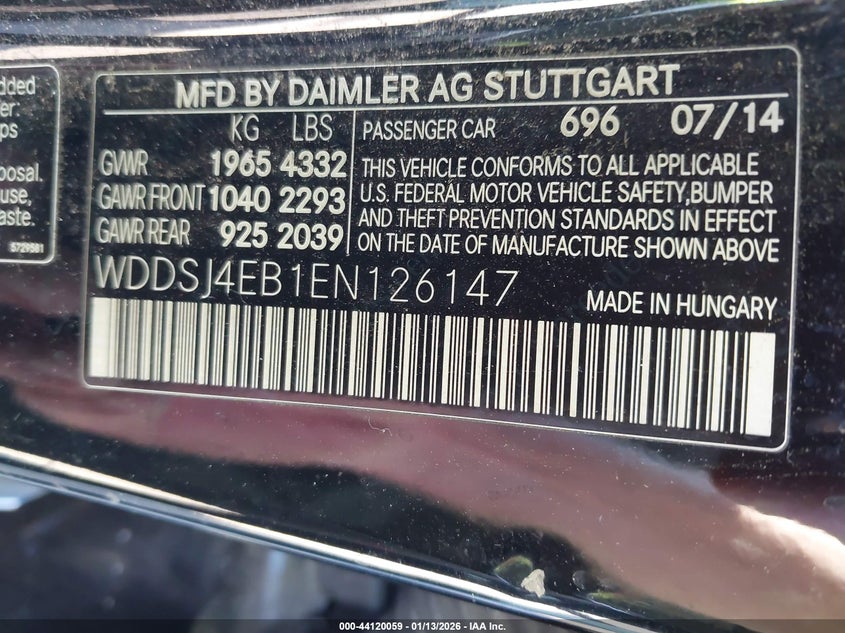 dded
er:
ps
posal.
use,
aste.
5729581
MFD BY DAIMLER AG STUTTGART
KG LBS PASSENGER CAR 696 07/14
GVWR 1965 4332 THIS VEHICLE CONFORMS TO ALL APPLICABLE
GAWR FRONT 1040 2293 U.S. FEDERAL MOTOR VEHICLE SAFETY,BUMPER
GAWR REAR 925 2039 AND THEFT PREVENTION STANDARDS IN EFFECT
ON THE DATE OF MANUFACTURE SHOWN ABOVE
WDDSJ4EB1EN126147 MADE IN HUNGARY
000-44120059 - 01/13/2026 - IAA Inc.